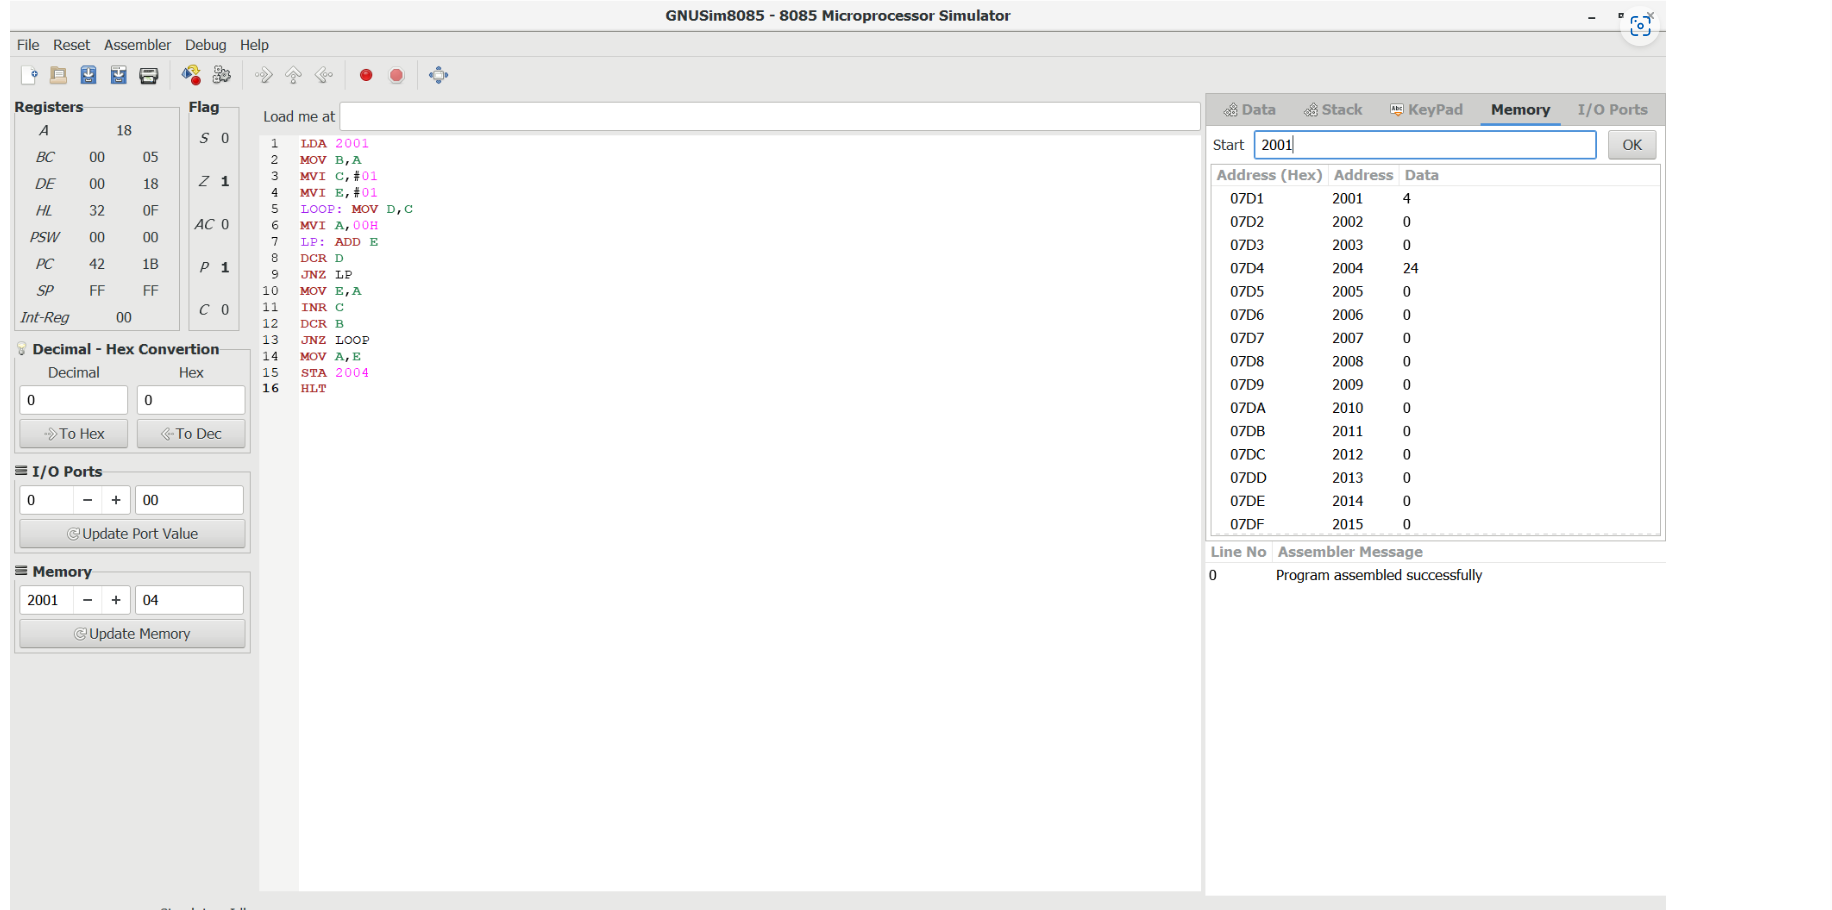 GNUSim8085 - 8085 Microprocessor Simulator
File Reset Assembler Debug Help
Registers
A 18
BC 00 05
DE 00 18
HL 32 0F
PSW 00 00
PC 42 1B
SP FF FF
Int-Reg 00
Flag
S 0
Z 1
AC 0
P 1
C 0
Decimal - Hex Convertion
Decimal Hex
0 0
To Hex To Dec
I/O Ports
0 − + 00
Update Port Value
Memory
2001 − + 04
Update Memory
Load me at
1 LDA 2001
2 MOV B,A
3 MVI C,#01
4 MVI E,#01
5 LOOP: MOV D,C
6 MVI A,00H
7 LP: ADD E
8 DCR D
9 JNZ LP
10 MOV E,A
11 INR C
12 DCR B
13 JNZ LOOP
14 MOV A,E
15 STA 2004
16 HLT
Data Stack KeyPad Memory I/O Ports
Start 2001 OK
Address (Hex) Address Data
07D1 2001 4
07D2 2002 0
07D3 2003 0
07D4 2004 24
07D5 2005 0
07D6 2006 0
07D7 2007 0
07D8 2008 0
07D9 2009 0
07DA 2010 0
07DB 2011 0
07DC 2012 0
07DD 2013 0
07DE 2014 0
07DF 2015 0
Line No Assembler Message
0 Program assembled successfully